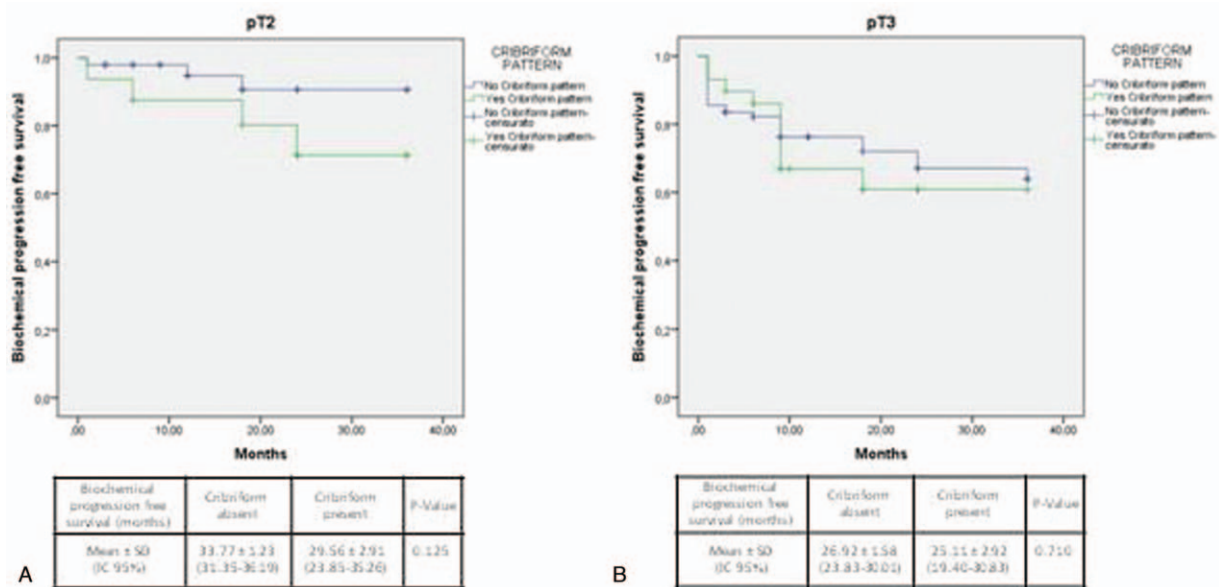 pT2
CRIBRIFORM
PATTERN
No Cribriform pattern
Yes Cribriform pattern
No Cribriform pattern-
censurato
Yes Cribriform pattern-
censurato
Biochemical progression free survival
1,0
0,8
0,6
0,4
0,2
0,0
,00
10,00
20,00
30,00
40,00
Months
Biochemical
progression free
survival (months)
Cribriform
absent
Cribriform
present
P-Value
Mean ± SD
(IC 95%)
33.77 ± 1.23
(31.35-36.19)
29.56 ± 2.91
(23.85-35.26)
0.125
A
pT3
CRIBRIFORM
PATTERN
No Cribriform pattern
Yes Cribriform pattern
No Cribriform pattern-
censurato
Yes Cribriform pattern-
censurato
Biochemical progression free survival
1,0
0,8
0,6
0,4
0,2
0,0
,00
10,00
20,00
30,00
40,00
Months
Biochemical
progression free
survival (months)
Cribriform
absent
Cribriform
present
P-Value
Mean ± SD
(IC 95%)
26.92 ± 1.58
(23.83-30.01)
25.11 ± 2.92
(19.40-30.83)
0.710
B